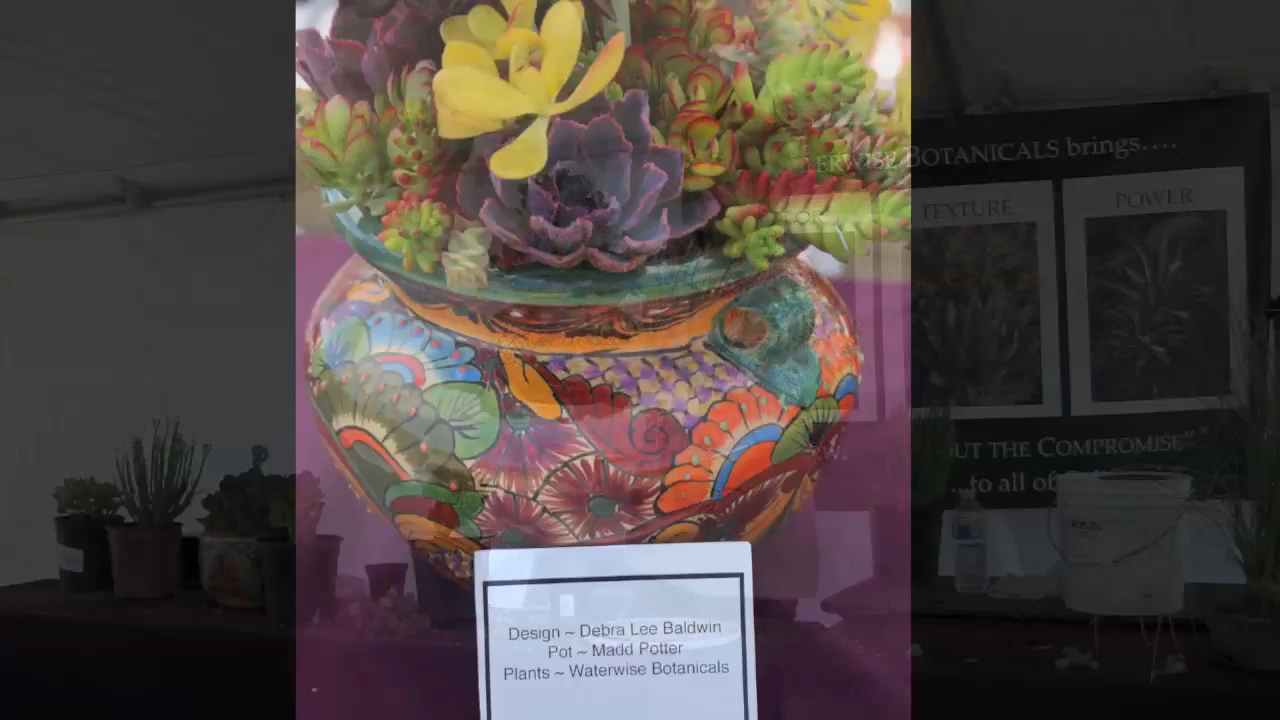 ERWISE BOTANICALS brings....
TEXTURE
POWER
UT THE COMPROMISE"
...to all of
Design ~ Debra Lee Baldwin
Pot ~ Madd Potter
Plants ~ Waterwise Botanicals